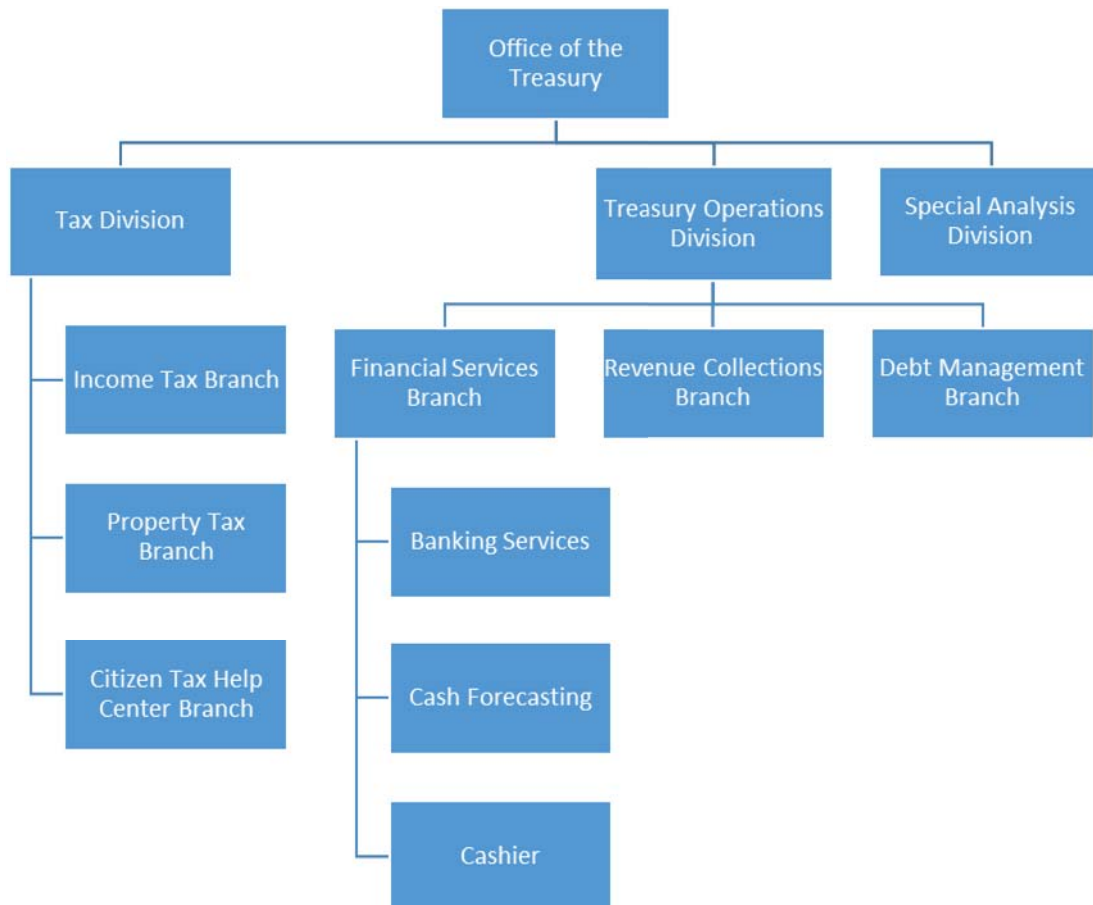 Office of the
Treasury
Tax Division
Treasury Operations
Division
Special Analysis
Division
Income Tax Branch
Property Tax
Branch
Citizen Tax Help
Center Branch
Financial Services
Branch
Revenue Collections
Branch
Debt Management
Branch
Banking Services
Cash Forecasting
Cashier